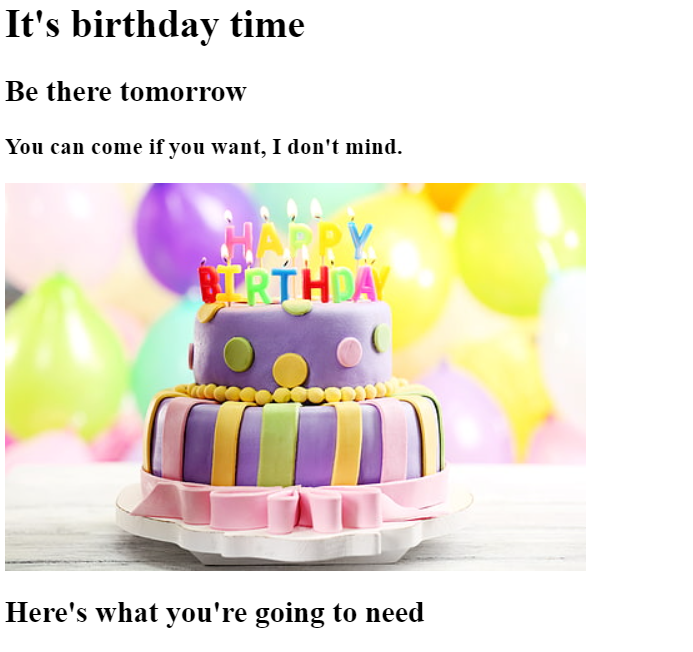 It's birthday time
Be there tomorrow
You can come if you want, I don't mind.
HAPPY
BIRTHDAY
Here's what you're going to need